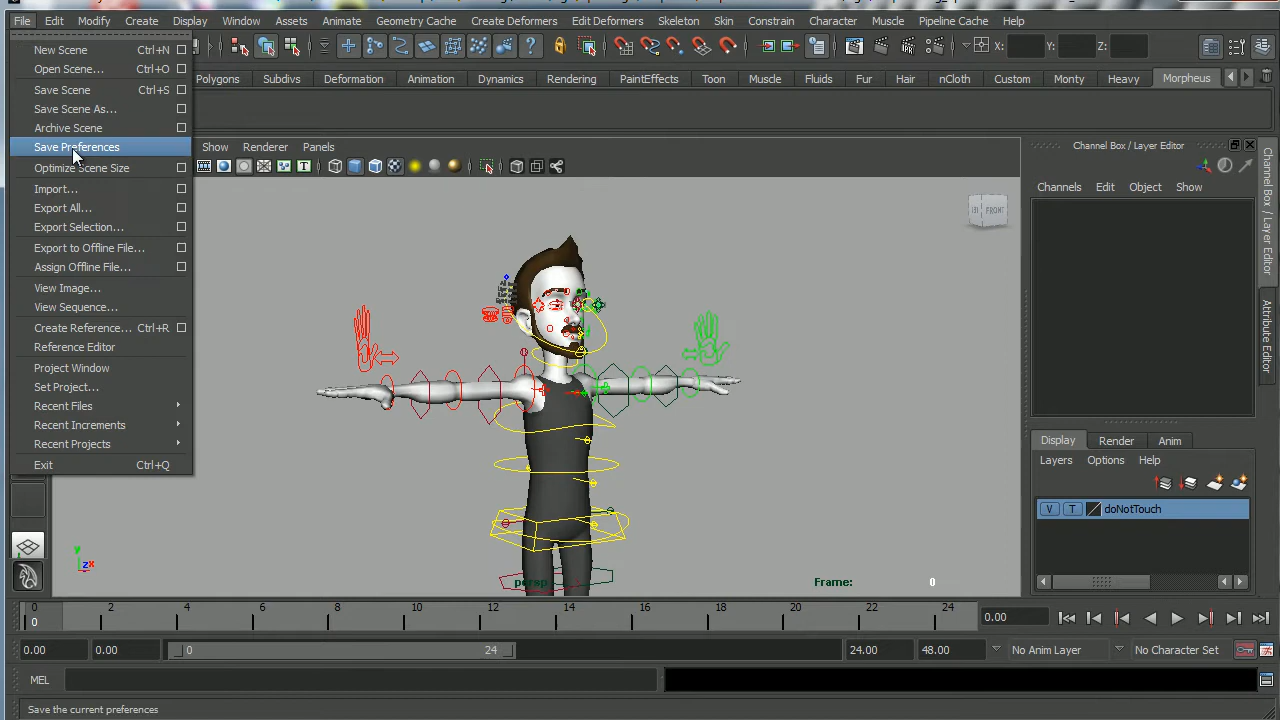 File Edit Modify Create Display Window Assets Animate Geometry Cache Create Deformers Edit Deformers Skeleton Skin Constrain Character Muscle Pipeline Cache Help
X: Y: Z:
Polygons Subdivs Deformation Animation Dynamics Rendering PaintEffects Toon Muscle Fluids Fur Hair nCloth Custom Monty Heavy Morpheus
New Scene Ctrl+N
Open Scene... Ctrl+O
Save Scene Ctrl+S
Save Scene As...
Archive Scene
Save Preferences
Optimize Scene Size
Import...
Export All...
Export Selection...
Export to Offline File...
Assign Offline File...
View Image...
View Sequence...
Create Reference... Ctrl+R
Reference Editor
Project Window
Set Project...
Recent Files
Recent Increments
Recent Projects
Exit Ctrl+Q
Show Renderer Panels
FRONT
persp
Frame: 0
y
zx
Channel Box / Layer Editor
Channels Edit Object Show
Channel Box / Layer Editor
Attribute Editor
Display Render Anim
Layers Options Help
V T doNotTouch
0 2 4 6 8 10 12 14 16 18 20 22 24
0
0.00
0.00 0.00 0 24 24.00 48.00 No Anim Layer No Character Set
MEL
Save the current preferences